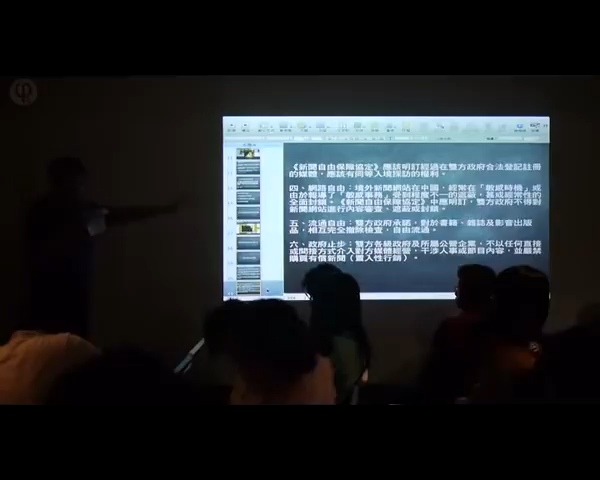 《新聞自由保障協定》應該明訂經過在雙方政府合法登記註冊
的媒體,應該有同等入境採訪的權利。
四、網路自由:境外新聞網站在中國,經常在「敏感時機」或
由於報導了「敏感事務」受到程度不一的遮蔽,甚或經常性的
全面封鎖。《新聞自由保障協定》中應明訂,雙方政府不得對
新聞網站進行內容審查、遮蔽或封鎖。
五、流通自由:雙方政府承諾,對於書籍、雜誌及影音出版
品,相互完全撤除檢查,自由流通。
六、政府止步:雙方各級政府及所屬公營企業,不以任何直接
或間接方式介入對方媒體經營,干涉人事或節目內容,並嚴禁
購買有償新聞(置入性行銷)。